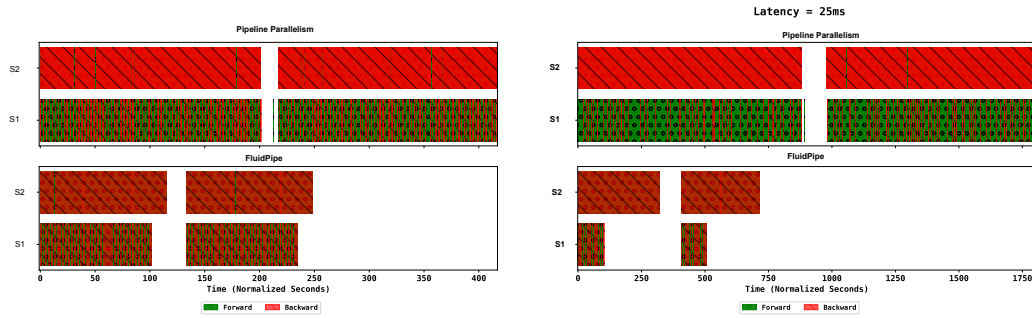 Latency = 25ms
Pipeline Parallelism
S2
S1
FluidPipe
S2
S1
0 50 100 150 200 250 300 350 400
Time (Normalized Seconds)
Forward Backward
Pipeline Parallelism
S2
S1
FluidPipe
S2
S1
0 250 500 750 1000 1250 1500 1750
Time (Normalized Seconds)
Forward Backward